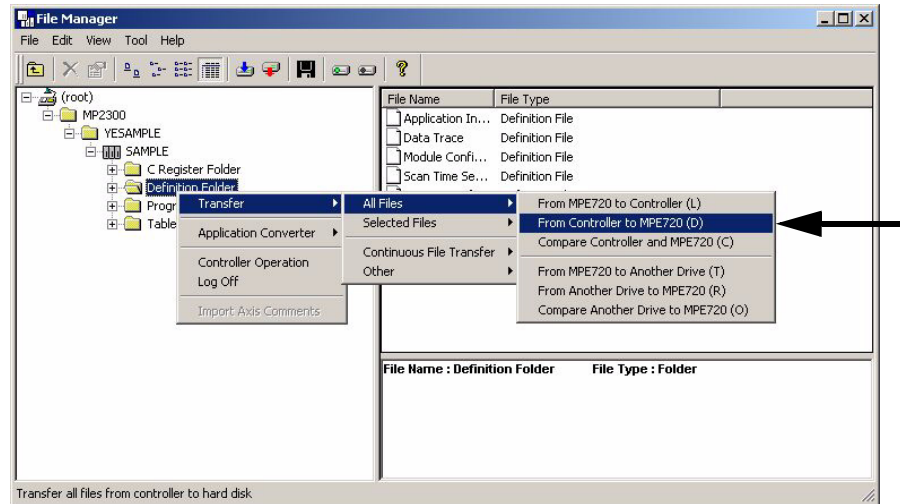 File Manager
File Edit View Tool Help
(root)
MP2300
YESAMPLE
SAMPLE
C Register Folder
Definition Folder
Progr
Table
File Name File Type
Application In... Definition File
Data Trace Definition File
Module Confi... Definition File
Scan Time Se... Definition File
Transfer
Application Converter
Controller Operation
Log Off
Import Axis Comments
All Files
Selected Files
Continuous File Transfer
Other
From MPE720 to Controller (L)
From Controller to MPE720 (D)
Compare Controller and MPE720 (C)
From MPE720 to Another Drive (T)
From Another Drive to MPE720 (R)
Compare Another Drive to MPE720 (O)
File Name : Definition Folder File Type : Folder
Transfer all files from controller to hard disk